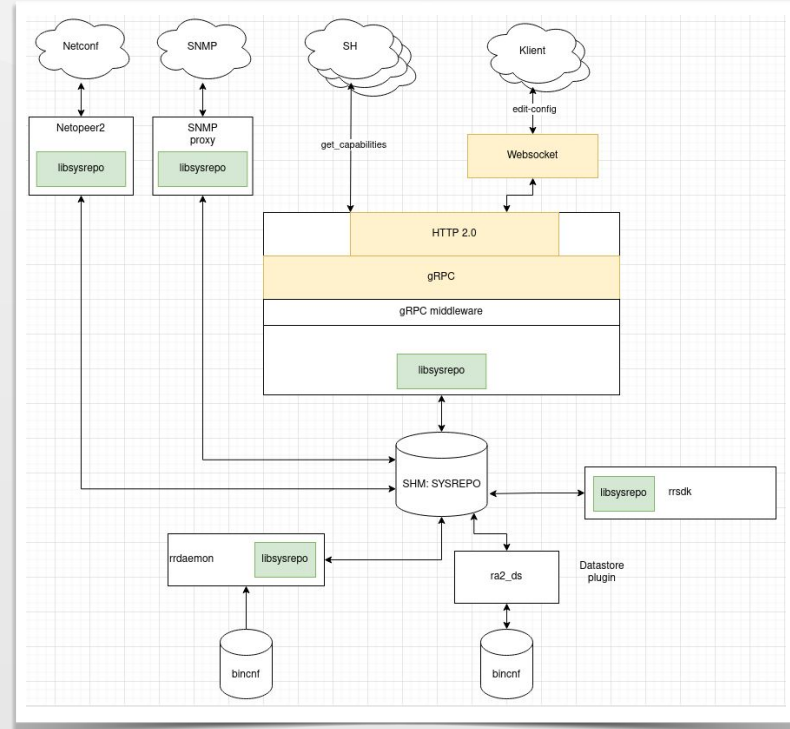 Netconf
SNMP
SH
Klient
edit-config
Netopeer2
libsysrepo
SNMP
proxy
libsysrepo
get_capabilities
Websocket
HTTP 2.0
gRPC
gRPC middleware
libsysrepo
SHM: SYSREPO
libsysrepo
rrsdk
rrdaemon
libsysrepo
ra2_ds
Datastore
plugin
bincnf
bincnf